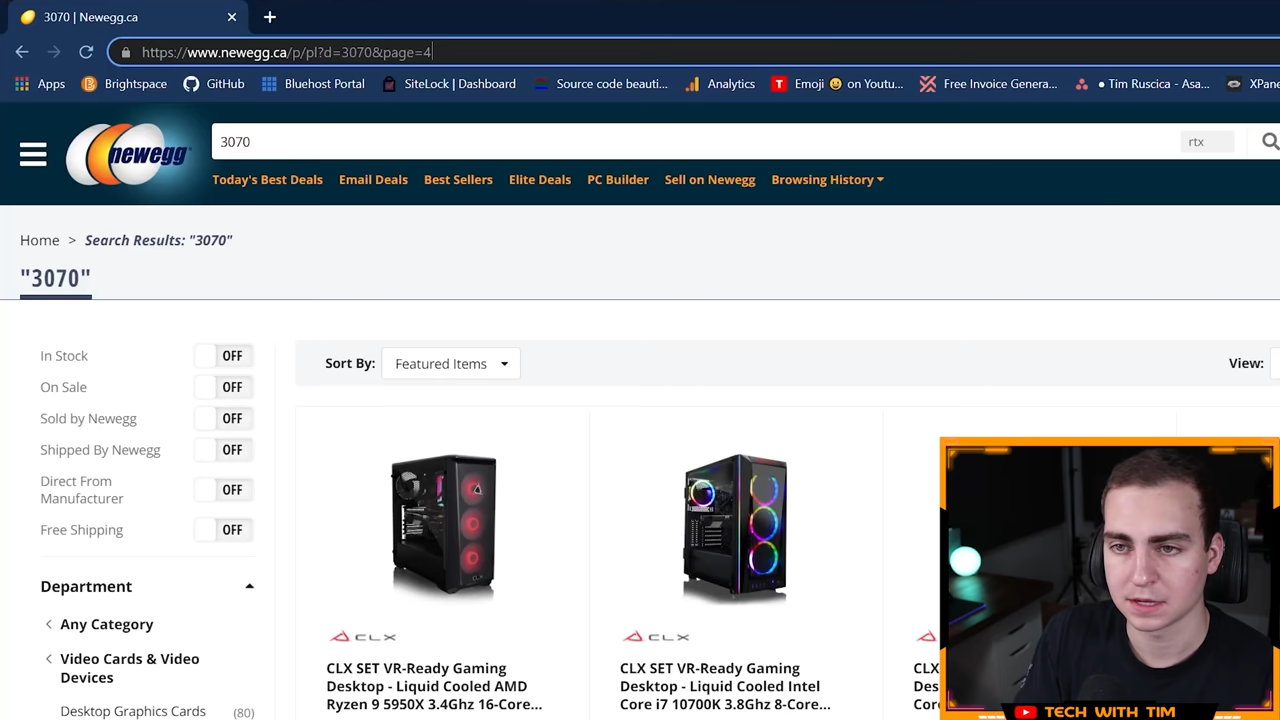 3070 | Newegg.ca
https://www.newegg.ca/p/pl?d=3070&page=4
Apps Brightspace GitHub Bluehost Portal SiteLock | Dashboard Source code beauti... Analytics Emoji 😀 on Youtu... Free Invoice Genera... • Tim Ruscica - Asa... XPane
newegg
3070
rtx
Today's Best Deals Email Deals Best Sellers Elite Deals PC Builder Sell on Newegg Browsing History
Home > Search Results: "3070"
"3070"
In Stock OFF
On Sale OFF
Sold by Newegg OFF
Shipped By Newegg OFF
Direct From
Manufacturer OFF
Free Shipping OFF
Department
Any Category
Video Cards & Video
Devices
Desktop Graphics Cards (80)
Sort By: Featured Items
View:
CLX
CLX SET VR-Ready Gaming
Desktop - Liquid Cooled AMD
Ryzen 9 5950X 3.4Ghz 16-Core...
CLX
CLX SET VR-Ready Gaming
Desktop - Liquid Cooled Intel
Core i7 10700K 3.8Ghz 8-Core...
CL
Des
Cor
TECH WITH TIM